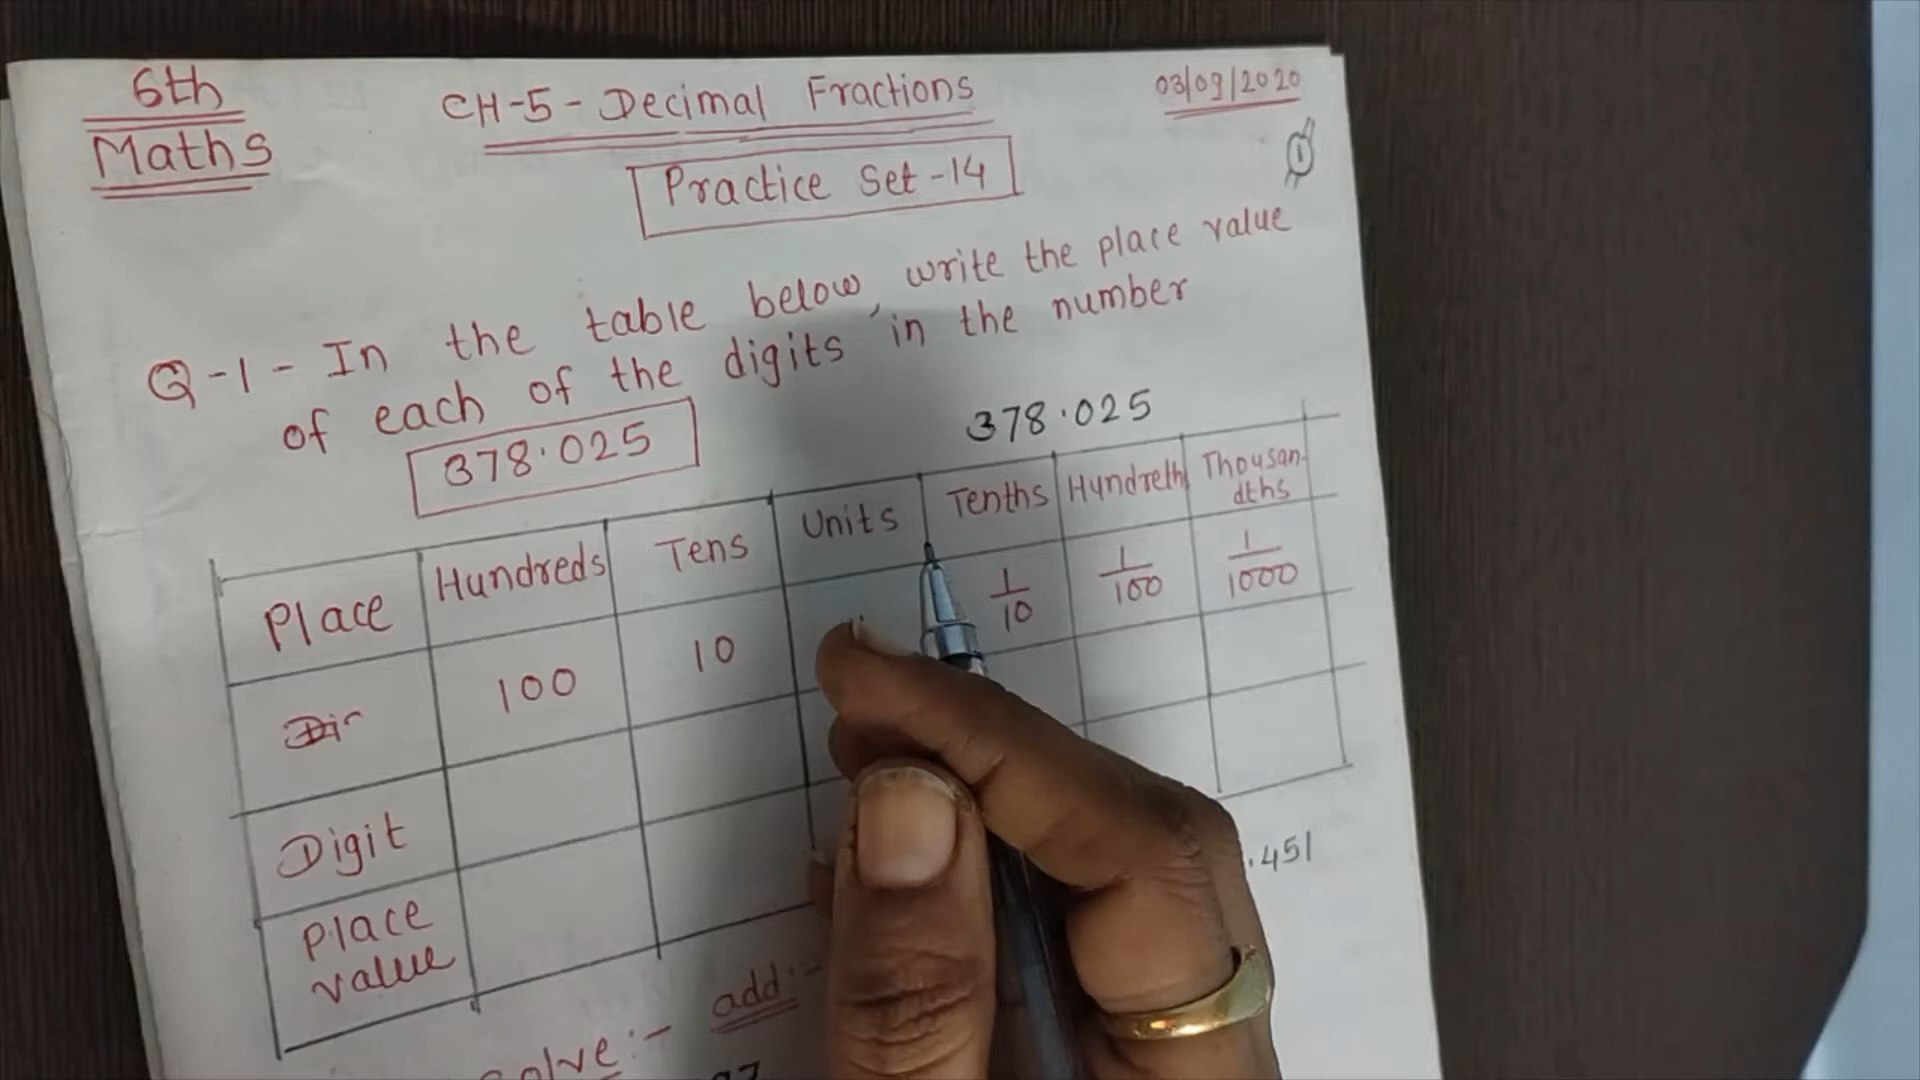 6th
Maths
CH-5-Decimal Fractions
03/09/2020
1
Practice Set-14
Q-1- In the table below, write the place value
of each of the digits in the number
378.025
378.025
Place Hundreds Tens Units Tenths Hundreth Thousan-
dths
100 10 1/10 1/100 1/1000
Digit
Place
value
.451
add:-